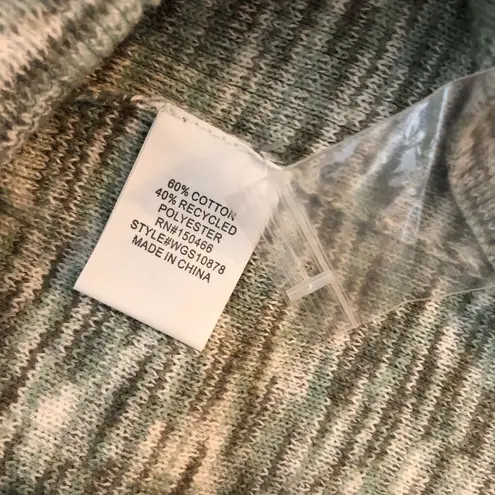 60% COTTON
40% RECYCLED
POLYESTER
RN#150466
STYLE#WGS10878
MADE IN CHINA